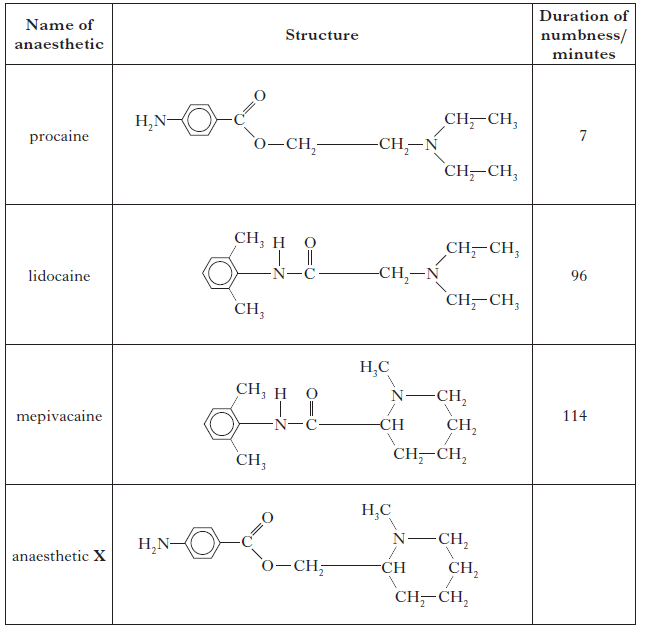 Name of anaesthetic
Structure
Duration of numbness/ minutes
procaine
O
H₂N
C
CH₂—CH₃
O—CH₂
CH₂—N
CH₂—CH₃
7
lidocaine
CH₃ H O
CH₂—CH₃
N—C
CH₂—N
CH₂—CH₃
CH₃
96
mepivacaine
H₃C
CH₃ H O
N—CH₂
N—C
CH
CH₂
CH₂—CH₂
CH₃
114
anaesthetic X
H₃C
O
H₂N
C
N—CH₂
O—CH₂
CH
CH₂
CH₂—CH₂